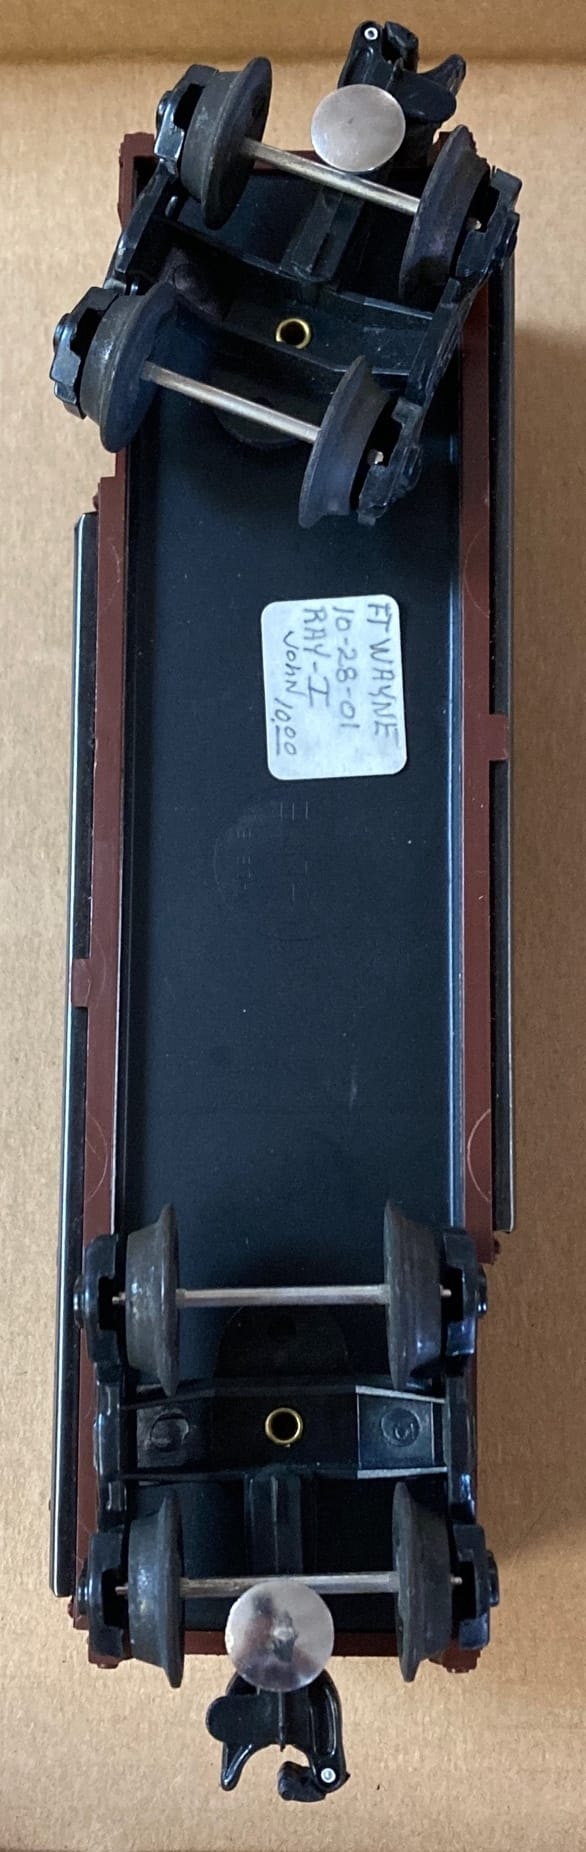 FT WAYNE
10-28-01
RAY-I
JOHN 10.00